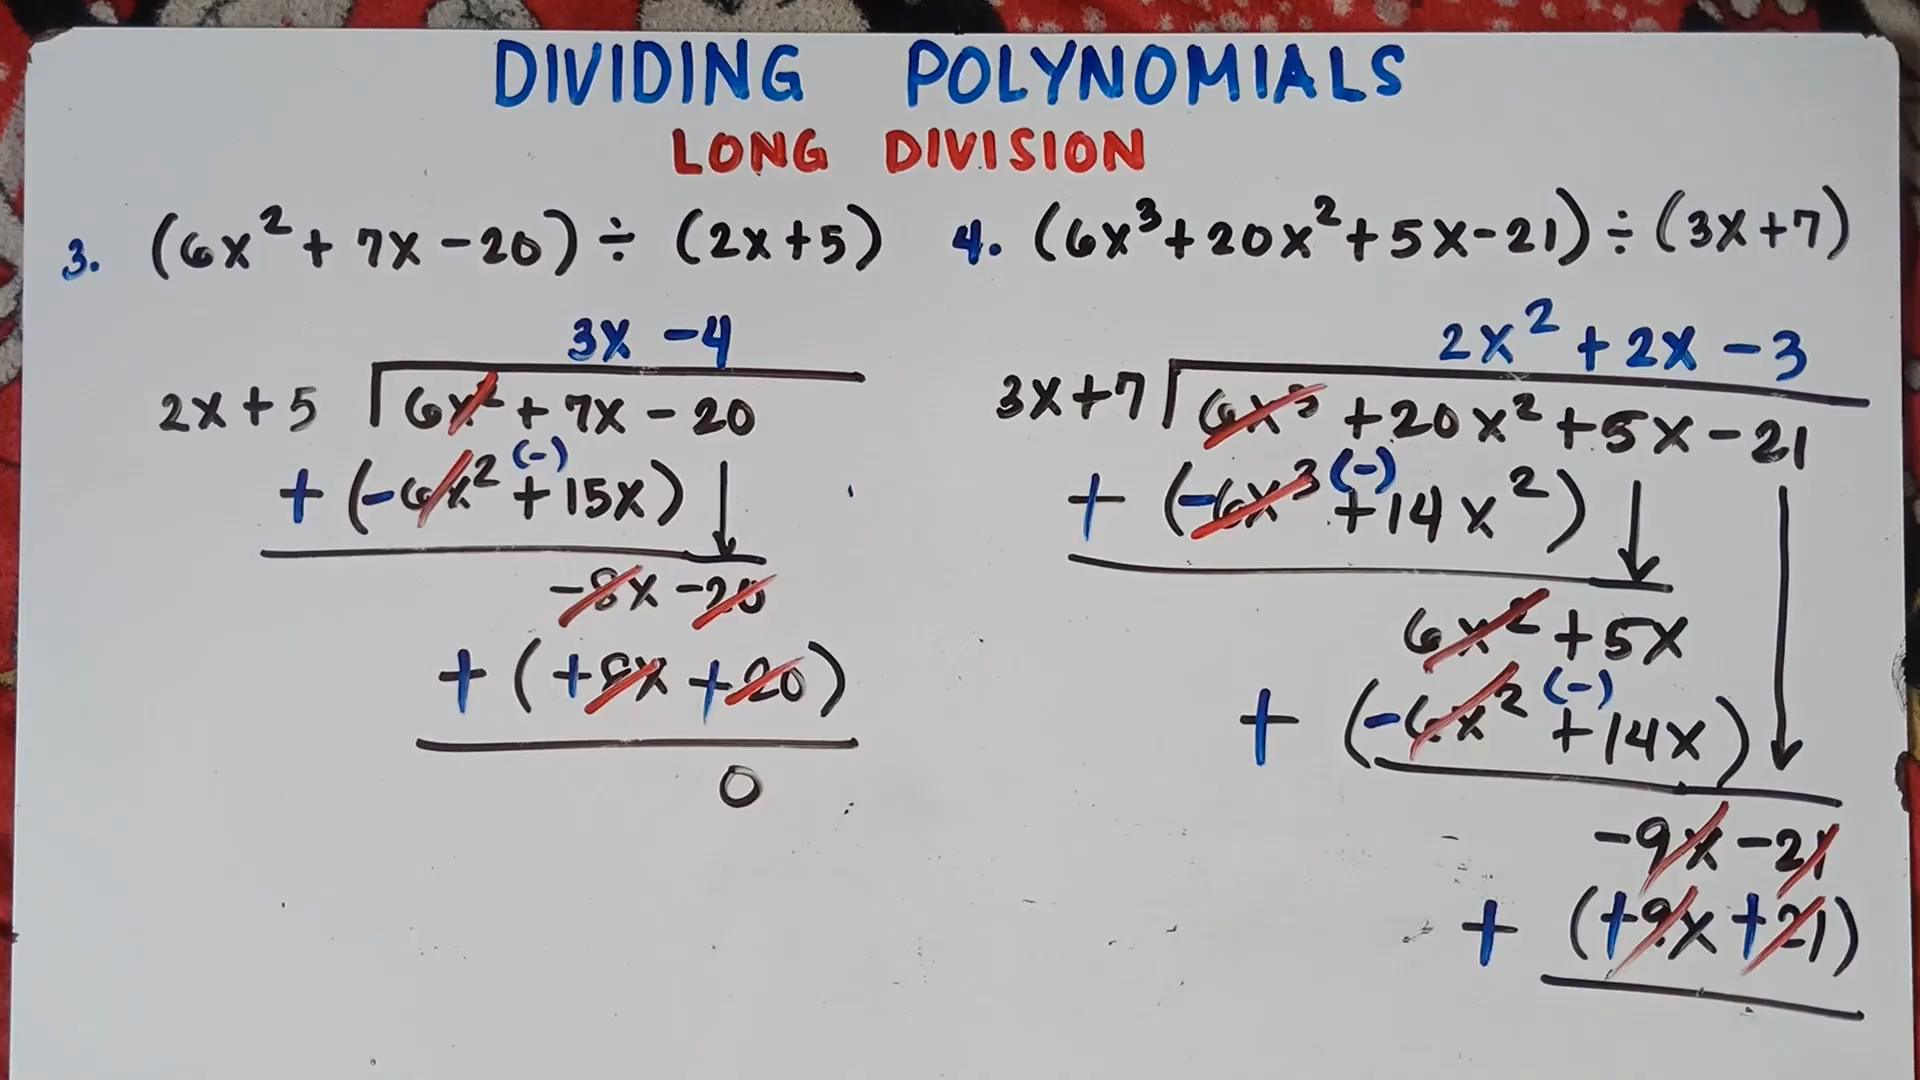 DIVIDING POLYNOMIALS
LONG DIVISION
3. (6x² + 7x - 20) ÷ (2x+5)
3x - 4
2x + 5 6x² + 7x - 20
(-)
+ (-6x² + 15x)
-8x - 20
+ (+8x + 20)
0
4. (6x³ + 20x² + 5x - 21) ÷ (3x + 7)
2x² + 2x - 3
3x + 7 6x³ + 20x² + 5x - 21
(-)
+ (-6x³ + 14x²)
6x² + 5x
(-)
+ (-6x² + 14x)
-9x - 21
+ (+9x + 21)